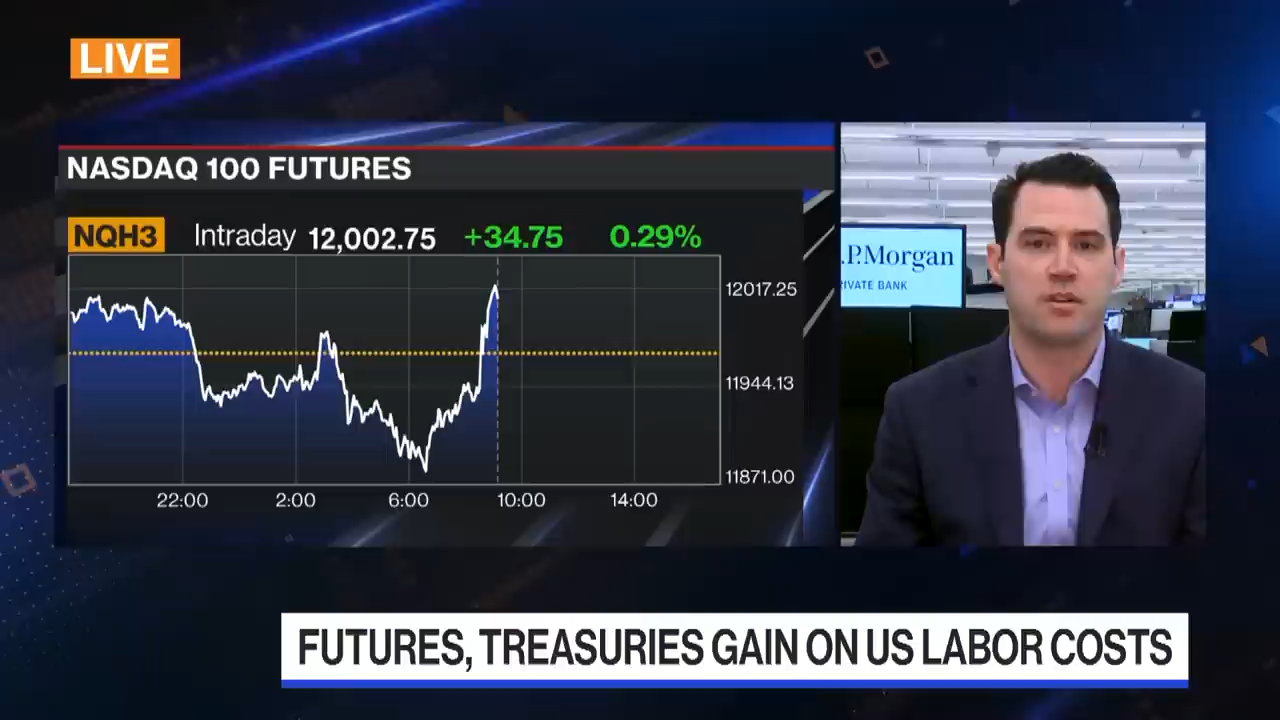 LIVE
NASDAQ 100 FUTURES
NQH3 Intraday 12,002.75 +34.75 0.29%
12017.25
11944.13
11871.00
22:00 2:00 6:00 10:00 14:00
.P.Morgan
RIVATE BANK
FUTURES, TREASURIES GAIN ON US LABOR COSTS